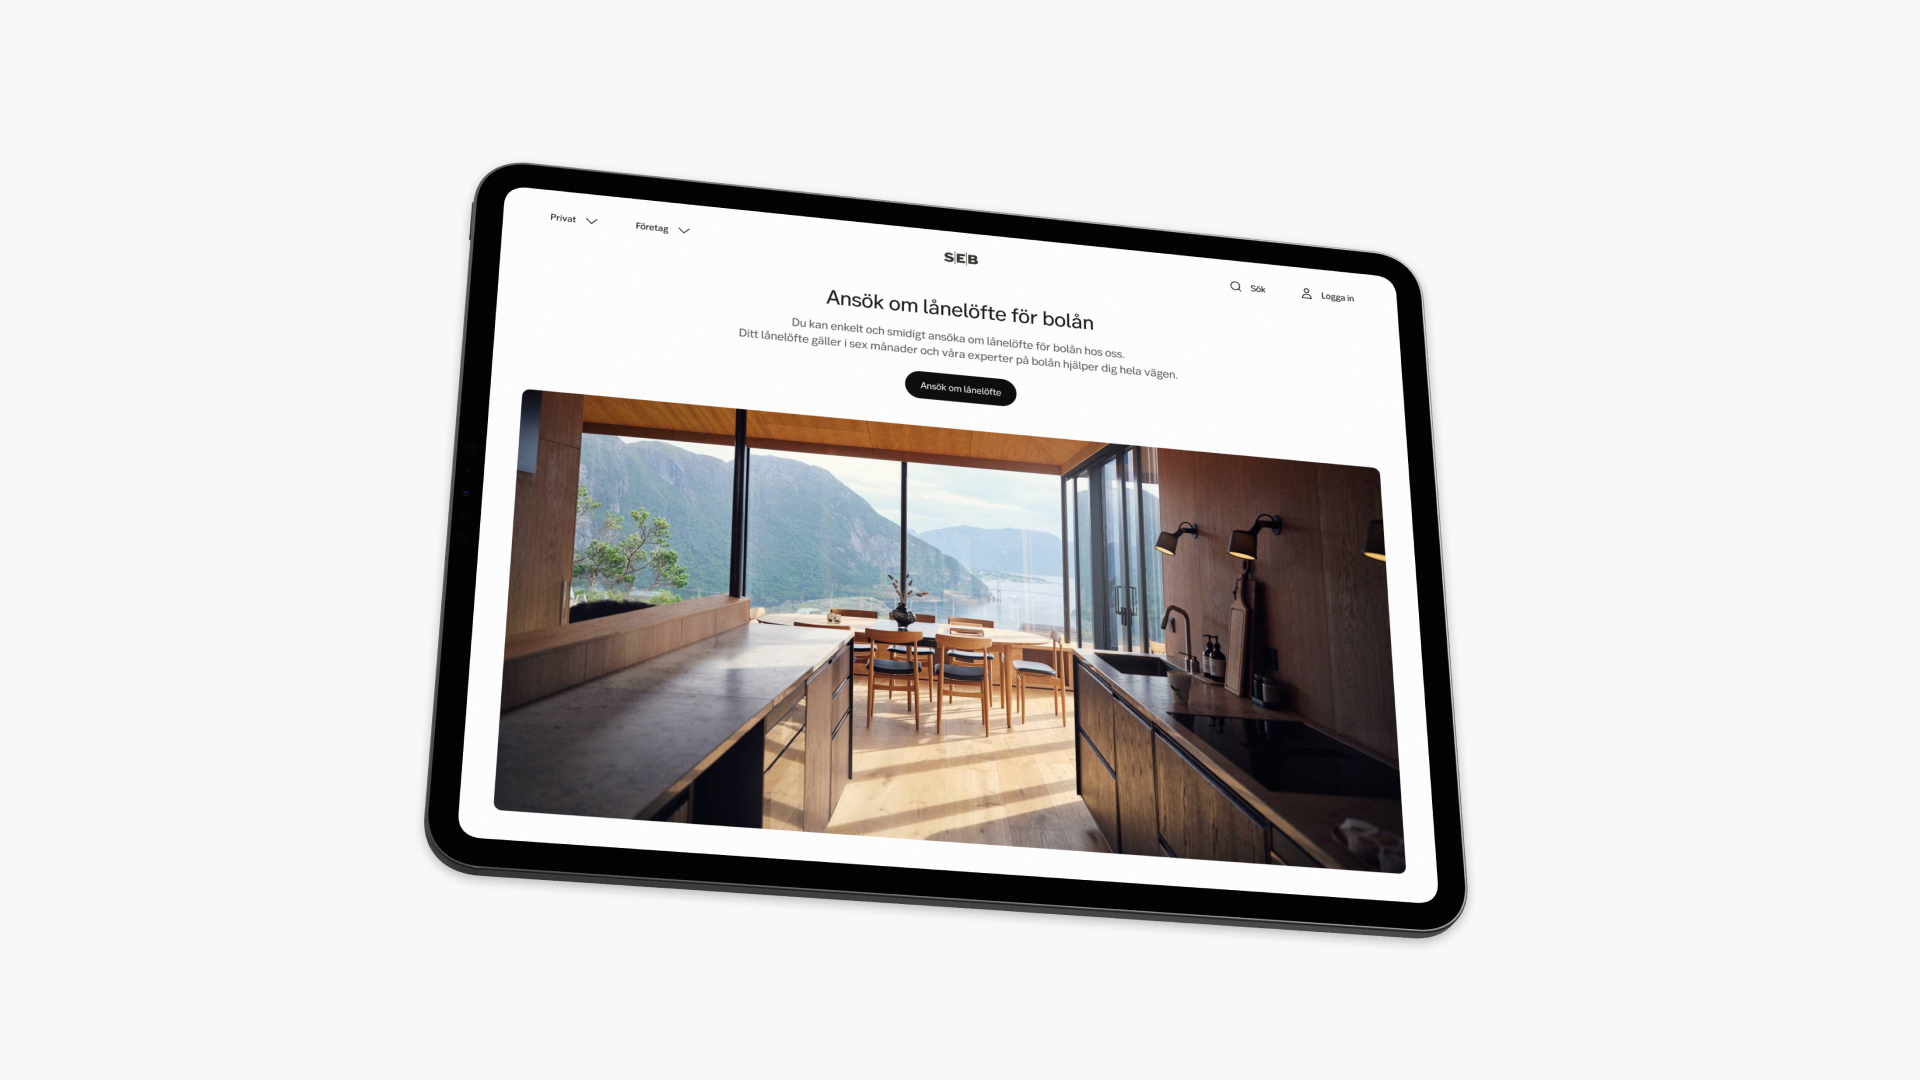 Privat
Företag
S|E|B
Sök
Logga in
Ansök om lånelöfte för bolån
Du kan enkelt och smidigt ansöka om lånelöfte för bolån hos oss.
Ditt lånelöfte gäller i sex månader och våra experter på bolån hjälper dig hela vägen.
Ansök om lånelöfte